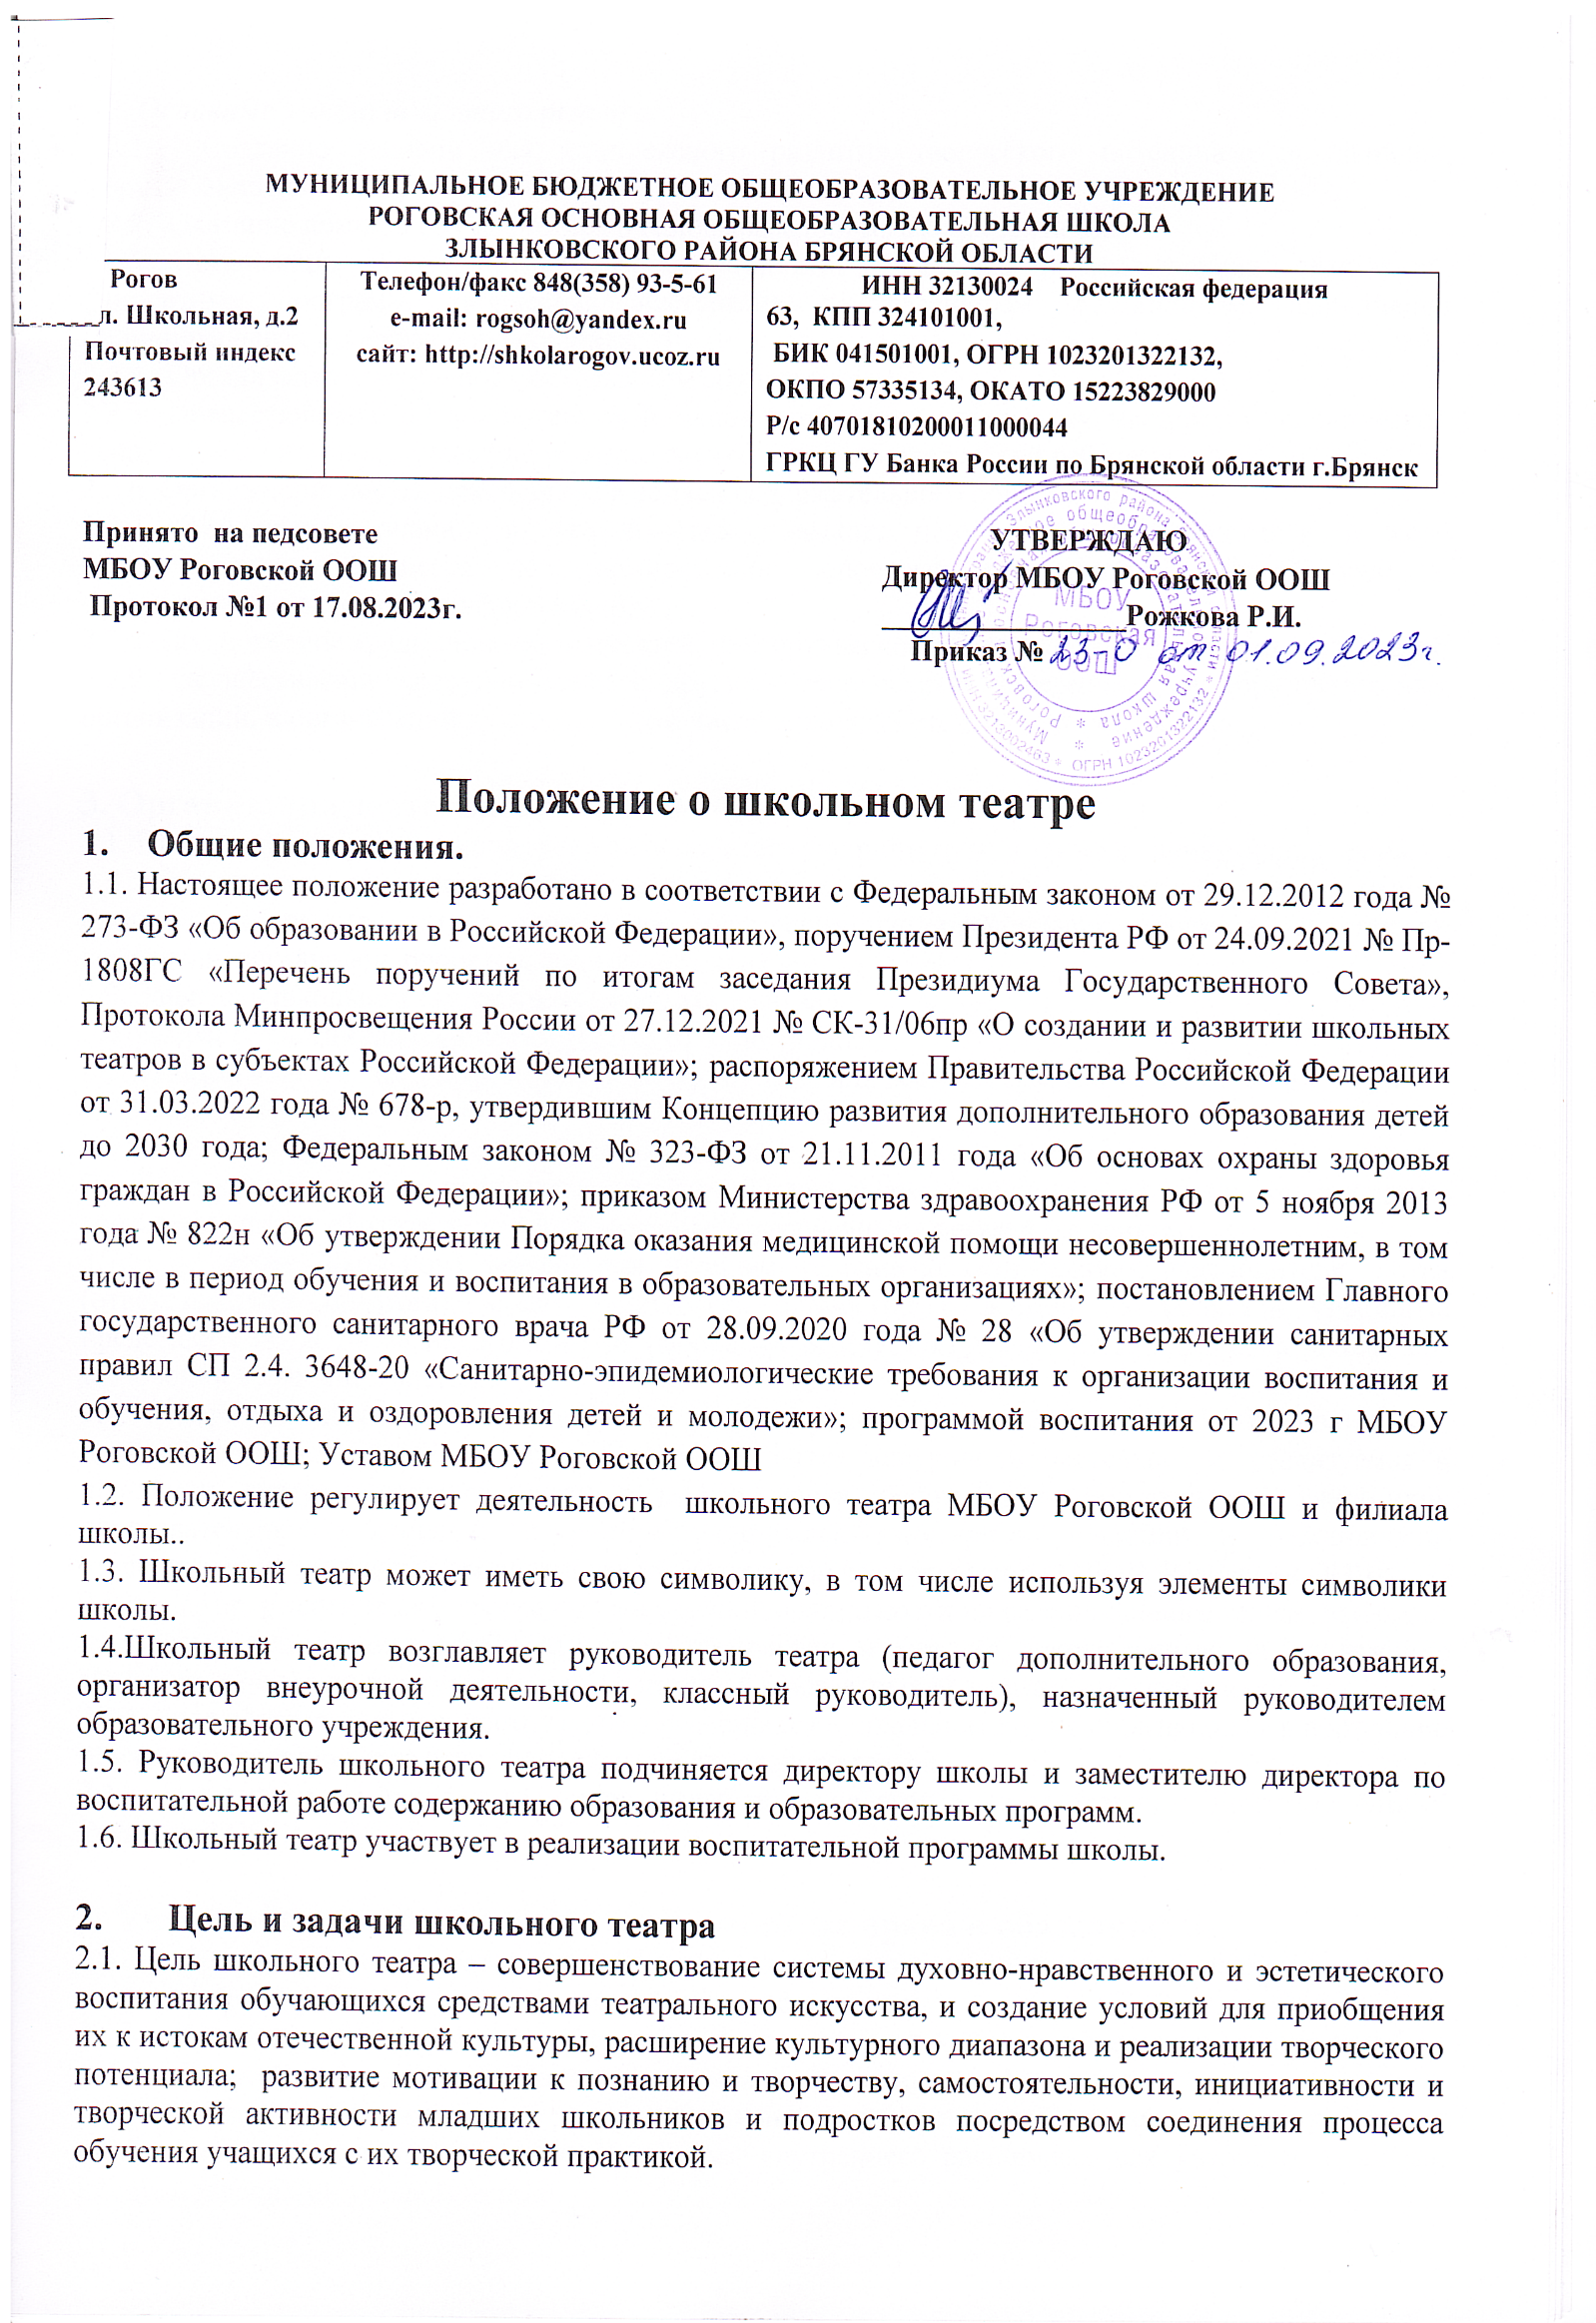 МУНИЦИПАЛЬНОЕ БЮДЖЕТНОЕ ОБЩЕОБРАЗОВАТЕЛЬНОЕ УЧРЕЖДЕНИЕ
РОГОВСКАЯ ОСНОВНАЯ ОБЩЕОБРАЗОВАТЕЛЬНАЯ ШКОЛА
ЗЛЫНКОВСКОГО РАЙОНА БРЯНСКОЙ ОБЛАСТИ
Рогов
л. Школьная, д.2
Почтовый индекс
243613
Телефон/факс 848(358) 93-5-61
e-mail: rogsoh@yandex.ru
сайт: http://shkolarogov.ucoz.ru
ИНН 32130024 Российская федерация
63, КПП 324101001,
БИК 041501001, ОГРН 1023201322132,
ОКПО 57335134, ОКАТО 15223829000
Р/с 40701810200011000044
ГРКЦ ГУ Банка России по Брянской области г.Брянск
Принято на педсовете
МБОУ Роговской ООШ
Протокол №1 от 17.08.2023г.
УТВЕРЖДАЮ
Директор МБОУ Роговской ООШ
Рожкова Р.И.
Приказ № 23-О от 01.09.2023г.
МБОУ
Роговская
ООШ
ОГРН 1023201322132
Положение о школьном театре
1. Общие положения.
1.1. Настоящее положение разработано в соответствии с Федеральным законом от 29.12.2012 года №
273-ФЗ «Об образовании в Российской Федерации», поручением Президента РФ от 24.09.2021 № Пр-
1808ГС «Перечень поручений по итогам заседания Президиума Государственного Совета»,
Протокола Минпросвещения России от 27.12.2021 № СК-31/06пр «О создании и развитии школьных
театров в субъектах Российской Федерации»; распоряжением Правительства Российской Федерации
от 31.03.2022 года № 678-р, утвердившим Концепцию развития дополнительного образования детей
до 2030 года; Федеральным законом № 323-ФЗ от 21.11.2011 года «Об основах охраны здоровья
граждан в Российской Федерации»; приказом Министерства здравоохранения РФ от 5 ноября 2013
года № 822н «Об утверждении Порядка оказания медицинской помощи несовершеннолетним, в том
числе в период обучения и воспитания в образовательных организациях»; постановлением Главного
государственного санитарного врача РФ от 28.09.2020 года № 28 «Об утверждении санитарных
правил СП 2.4. 3648-20 «Санитарно-эпидемиологические требования к организации воспитания и
обучения, отдыха и оздоровления детей и молодежи»; программой воспитания от 2023 г МБОУ
Роговской ООШ; Уставом МБОУ Роговской ООШ
1.2. Положение регулирует деятельность школьного театра МБОУ Роговской ООШ и филиала
школы..
1.3. Школьный театр может иметь свою символику, в том числе используя элементы символики
школы.
1.4.Школьный театр возглавляет руководитель театра (педагог дополнительного образования,
организатор внеурочной деятельности, классный руководитель), назначенный руководителем
образовательного учреждения.
1.5. Руководитель школьного театра подчиняется директору школы и заместителю директора по
воспитательной работе содержанию образования и образовательных программ.
1.6. Школьный театр участвует в реализации воспитательной программы школы.
2. Цель и задачи школьного театра
2.1. Цель школьного театра – совершенствование системы духовно-нравственного и эстетического
воспитания обучающихся средствами театрального искусства, и создание условий для приобщения
их к истокам отечественной культуры, расширение культурного диапазона и реализации творческого
потенциала; развитие мотивации к познанию и творчеству, самостоятельности, инициативности и
творческой активности младших школьников и подростков посредством соединения процесса
обучения учащихся с их творческой практикой.